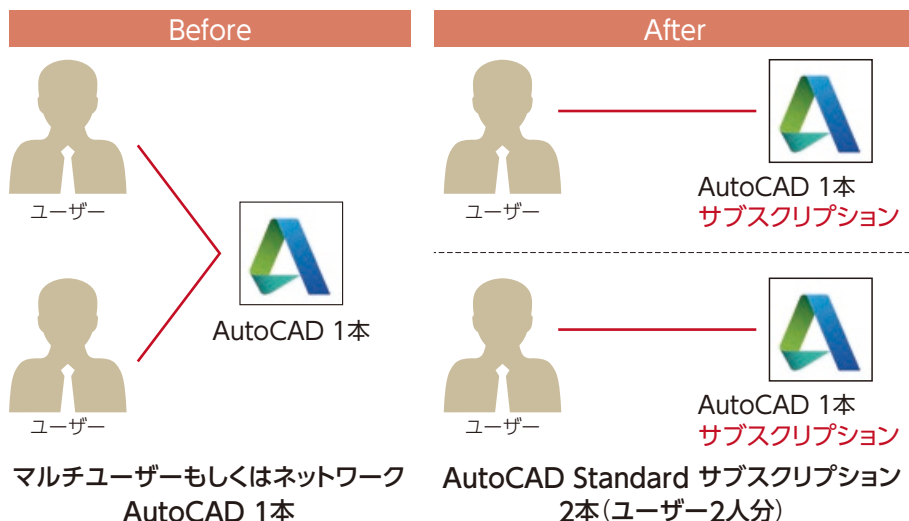 Before
ユーザー
AutoCAD 1本
ユーザー
マルチユーザーもしくはネットワーク
AutoCAD 1本
After
ユーザー
AutoCAD 1本
サブスクリプション
ユーザー
AutoCAD 1本
サブスクリプション
AutoCAD Standard サブスクリプション
2本(ユーザー2人分)